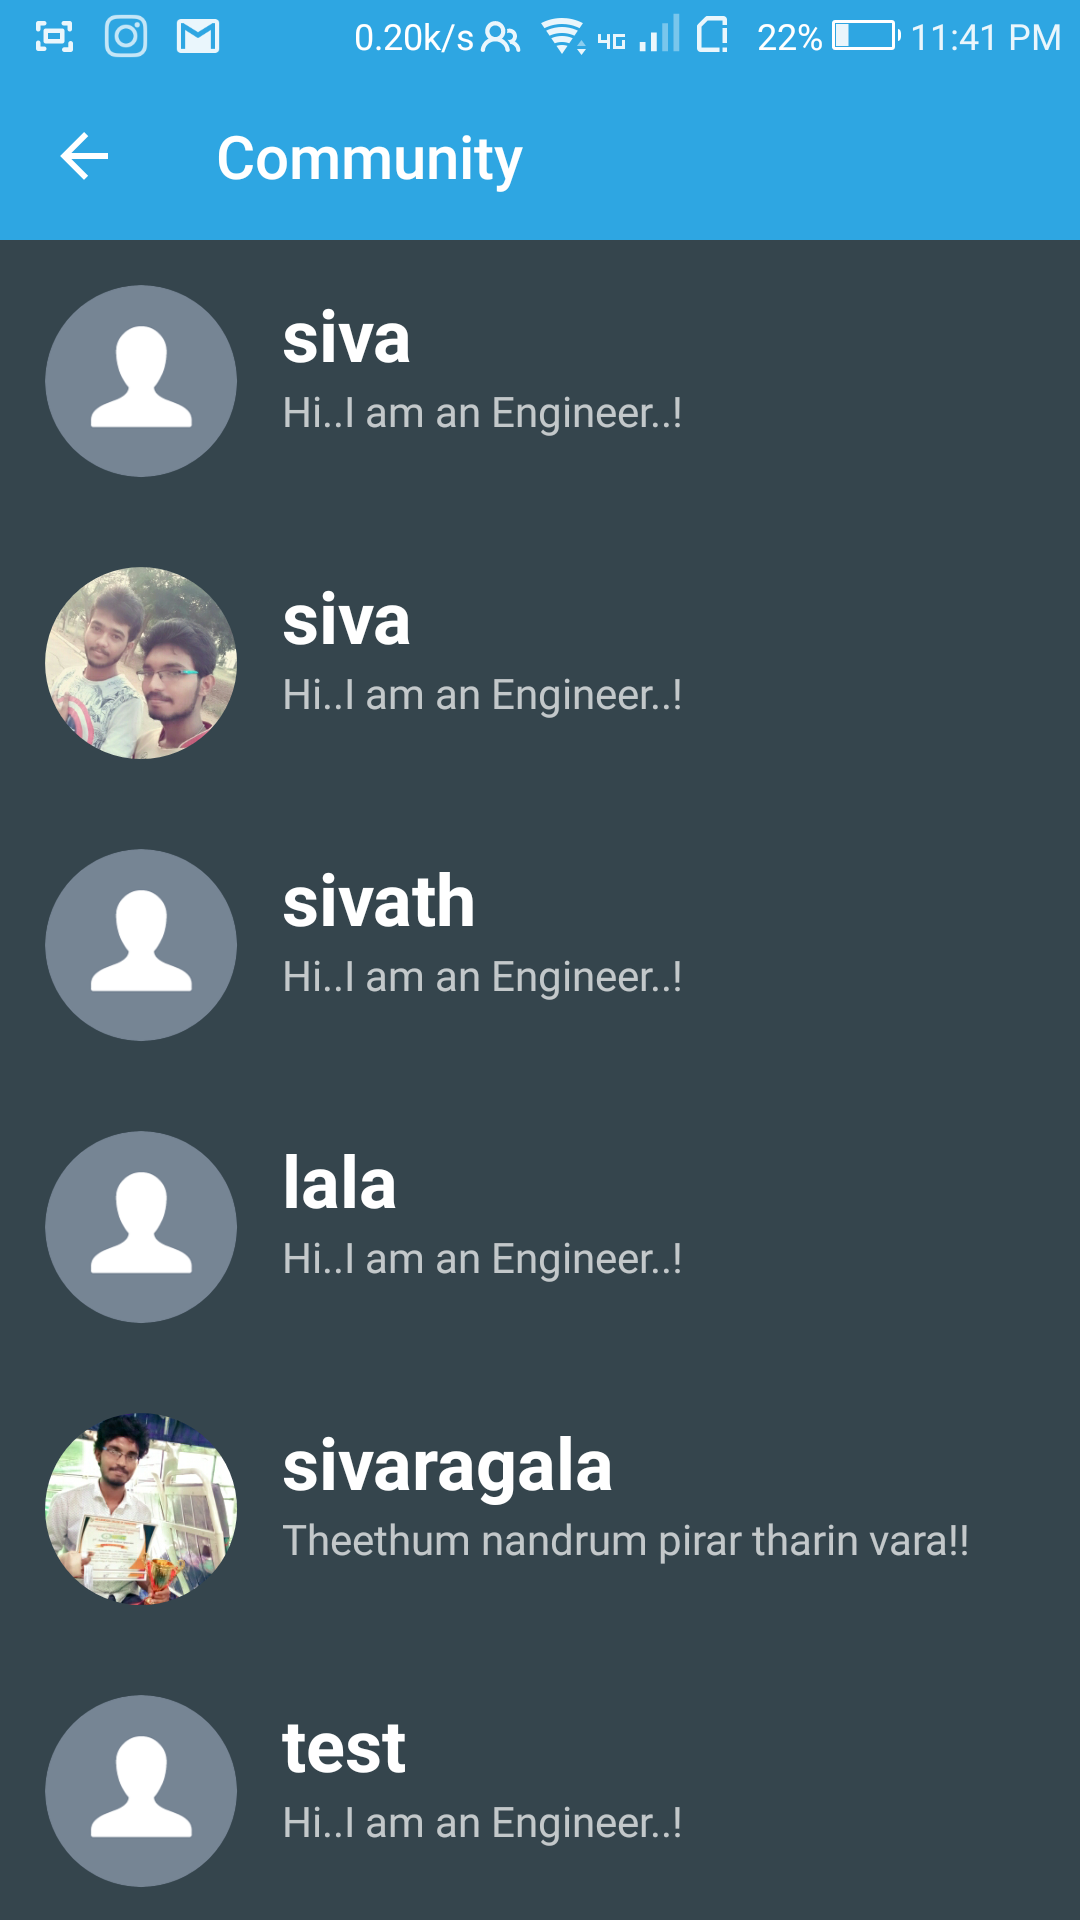 0.20k/s 4G 22% 11:41 PM
Community
siva
Hi..I am an Engineer..!
siva
Hi..I am an Engineer..!
sivath
Hi..I am an Engineer..!
lala
Hi..I am an Engineer..!
sivaragala
Theethum nandrum pirar tharin vara!!
test
Hi..I am an Engineer..!